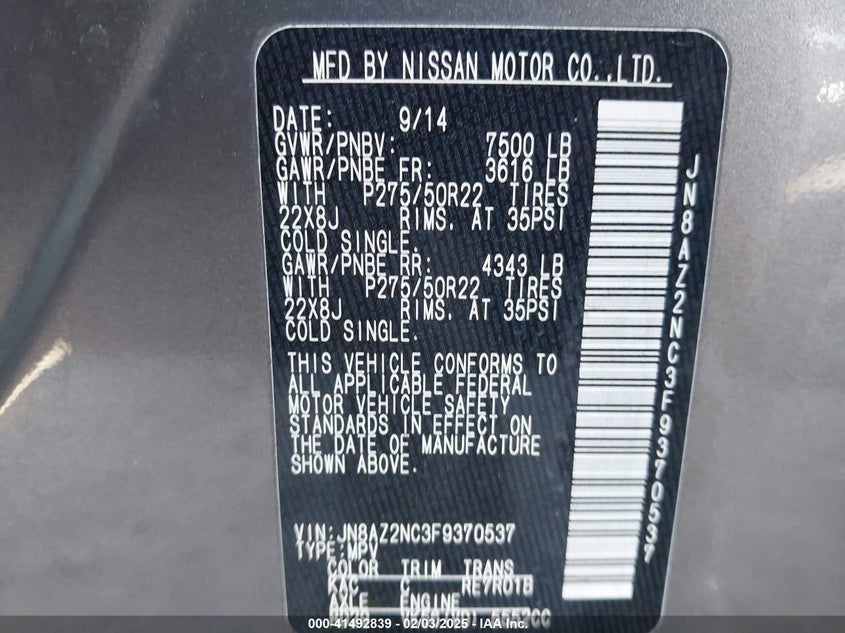 MFD BY NISSAN MOTOR CO.,LTD.
DATE: 9/14
GVWR/PNBV: 7500 LB
GAWR/PNBE FR: 3616 LB
WITH P275/50R22 TIRES
22X8J RIMS. AT 35PSI
COLD SINGLE.
GAWR/PNBE RR: 4343 LB
WITH P275/50R22 TIRES
22X8J RIMS. AT 35PSI
COLD SINGLE.
THIS VEHICLE CONFORMS TO
ALL APPLICABLE FEDERAL
MOTOR VEHICLE SAFETY
STANDARDS IN EFFECT ON
THE DATE OF MANUFACTURE
SHOWN ABOVE.
VIN:JN8AZ2NC3F9370537
TYPE:MPV
COLOR TRIM TRANS
KAC C RE7R01B
AXLE ENGINE
5552CC
JN8AZ2NC3F9370537
000-41492839 - 02/03/2025 - IAA Inc.